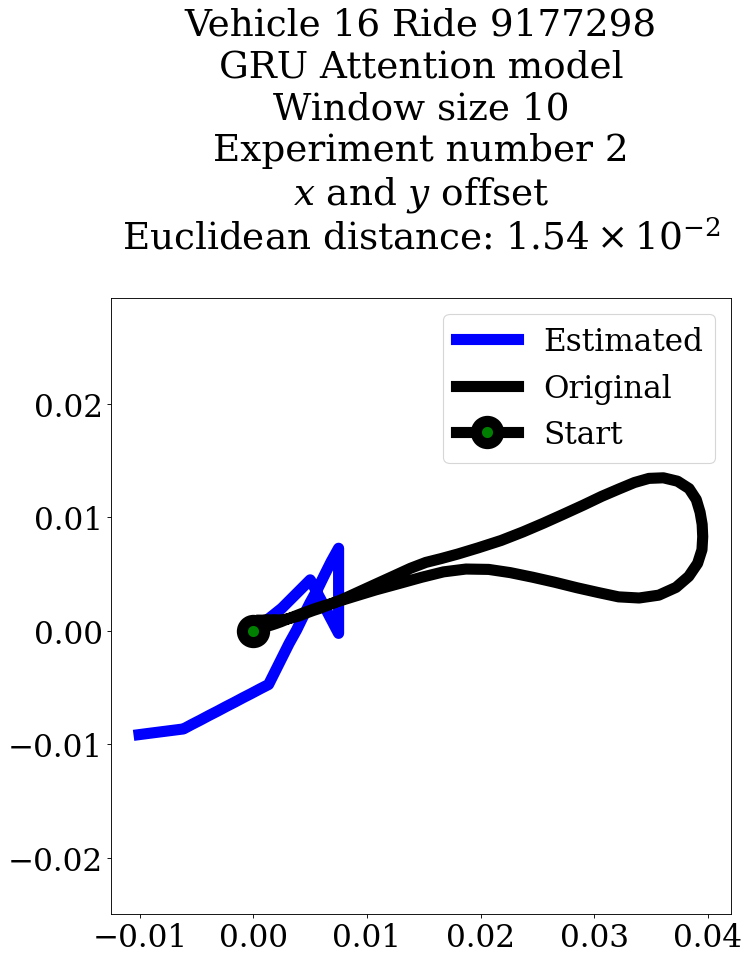 Vehicle 16 Ride 9177298
GRU Attention model
Window size 10
Experiment number 2
x and y offset
Euclidean distance: 1.54 × 10⁻²
Estimated
Original
Start
0.02
0.01
0.00
−0.01
−0.02
−0.01 0.00 0.01 0.02 0.03 0.04